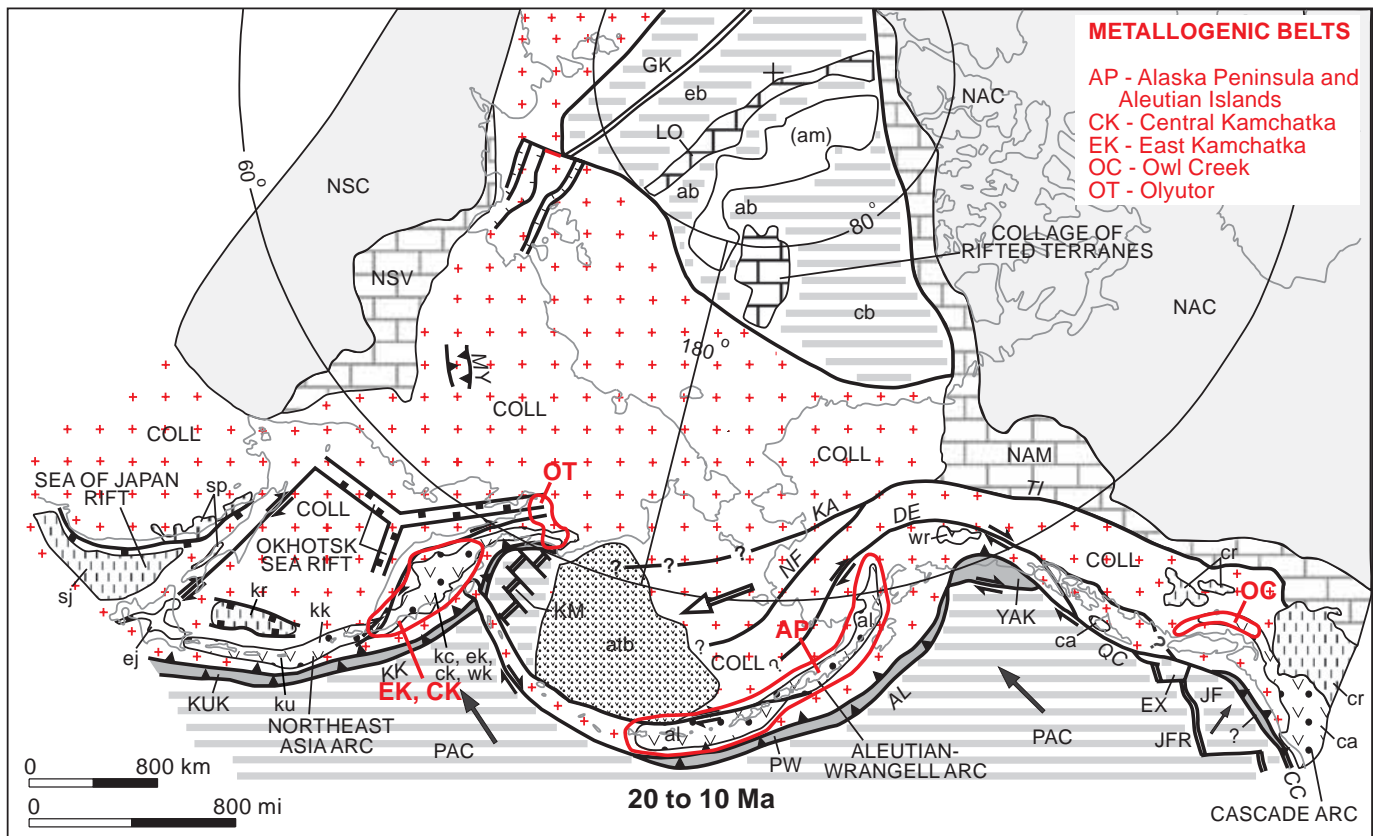 METALLOGENIC BELTS
AP - Alaska Peninsula and
Aleutian Islands
CK - Central Kamchatka
EK - East Kamchatka
OC - Owl Creek
OT - Olyutor
GK
eb
NAC
LO
(am)
60°
NSC
ab
ab
80°
COLLAGE OF
RIFTED TERRANES
NSV
NAC
cb
180°
MY
COLL
COLL
COLL
NAM
SEA OF JAPAN
RIFT
sp
OT
TI
COLL
KA
DE
OKHOTSK
SEA RIFT
?
?
?
NF
wr
COLL
cr
sj
kr
KM
YAK
OC
kk
atb
AP
al
ca
?
ej
?
COLL
?
QC
KK
kc, ek,
ck, wk
EK, CK
KUK
ku
AL
EX
JF
cr
NORTHEAST
ASIA ARC
al
?
PAC
PW
ALEUTIAN-
WRANGELL ARC
PAC
JFR
ca
0 800 km
0 800 mi
20 to 10 Ma
CC
CASCADE ARC